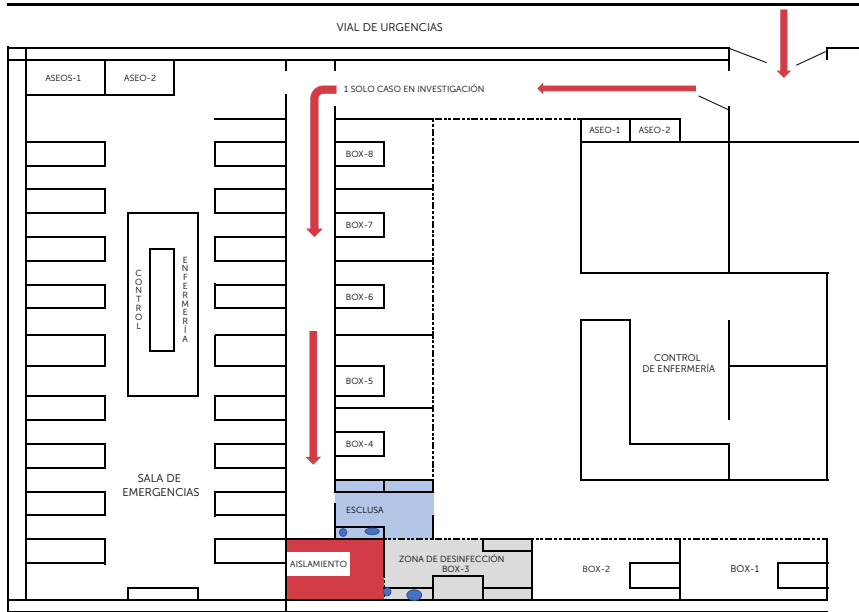 VIAL DE URGENCIAS
ASEOS-1
ASEO-2
1 SOLO CASO EN INVESTIGACIÓN
ASEO-1
ASEO-2
BOX-8
BOX-7
CONTROL
ENFERMERÍA
BOX-6
CONTROL
DE ENFERMERÍA
BOX-5
BOX-4
SALA DE
EMERGENCIAS
ESCLUSA
AISLAMIENTO
ZONA DE DESINFECCIÓN
BOX-3
BOX-2
BOX-1